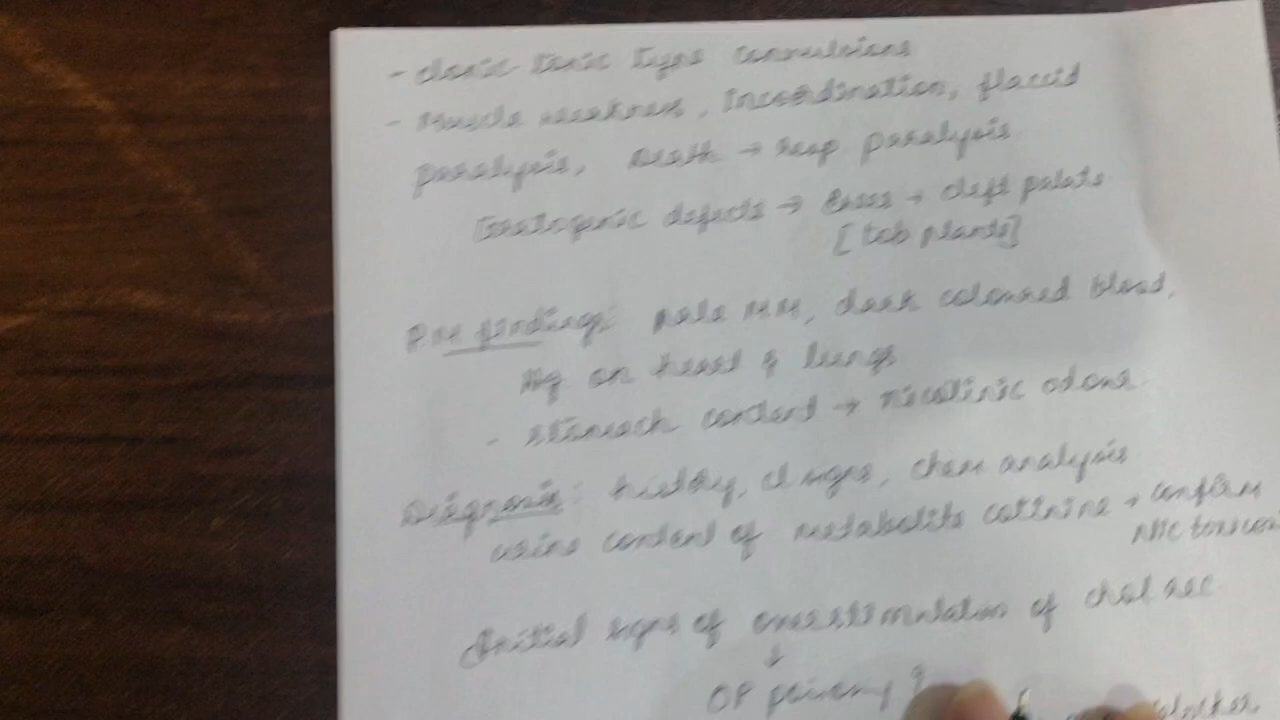 - clonic tonic type convulsions
- Muscle weakness, Incoordination, flaccid
paralysis, Death → Resp paralysis
Teratogenic defects → → cleft palate
[tob plants]
PM findings: pale MM, dark coloured blood,
Hg on heart & lungs
- stomach content → nicotinic odour
Diagnosis: history, cl signs, chem analysis
urine content of metabolite cotinine → confirm
Nic
Initial signs of overstimulation of chol rec
↓
OP